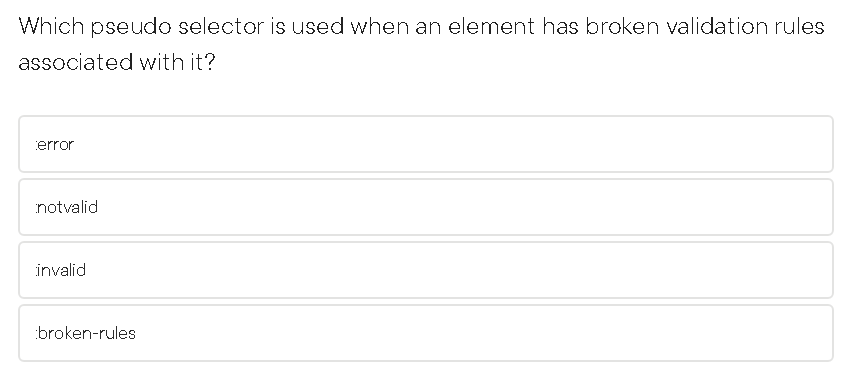 Which pseudo selector is used when an element has broken validation rules
associated with it?
:error
:notvalid
:invalid
:broken-rules